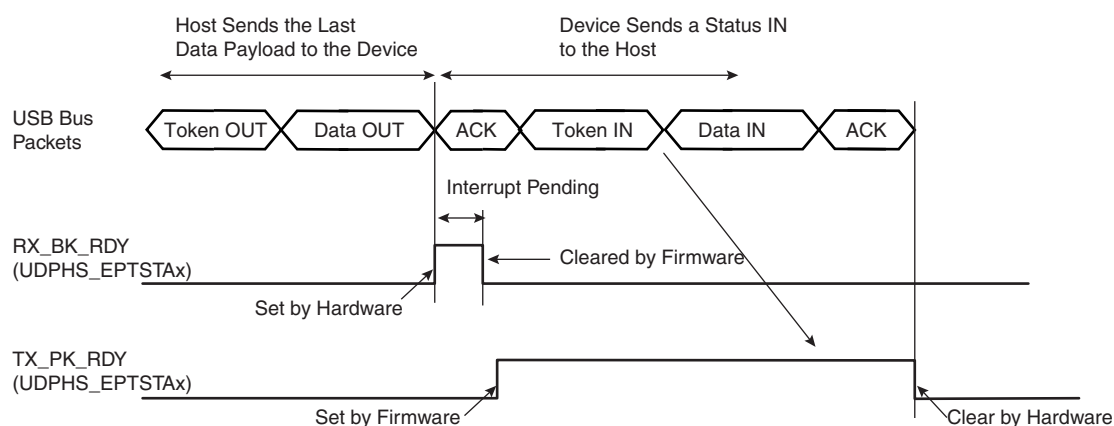 Host Sends the Last
Data Payload to the Device
Device Sends a Status IN
to the Host
USB Bus
Packets
Token OUT
Data OUT
ACK
Token IN
Data IN
ACK
Interrupt Pending
RX_BK_RDY
(UDPHS_EPTSTAx)
Set by Hardware
Cleared by Firmware
TX_PK_RDY
(UDPHS_EPTSTAx)
Set by Firmware
Clear by Hardware